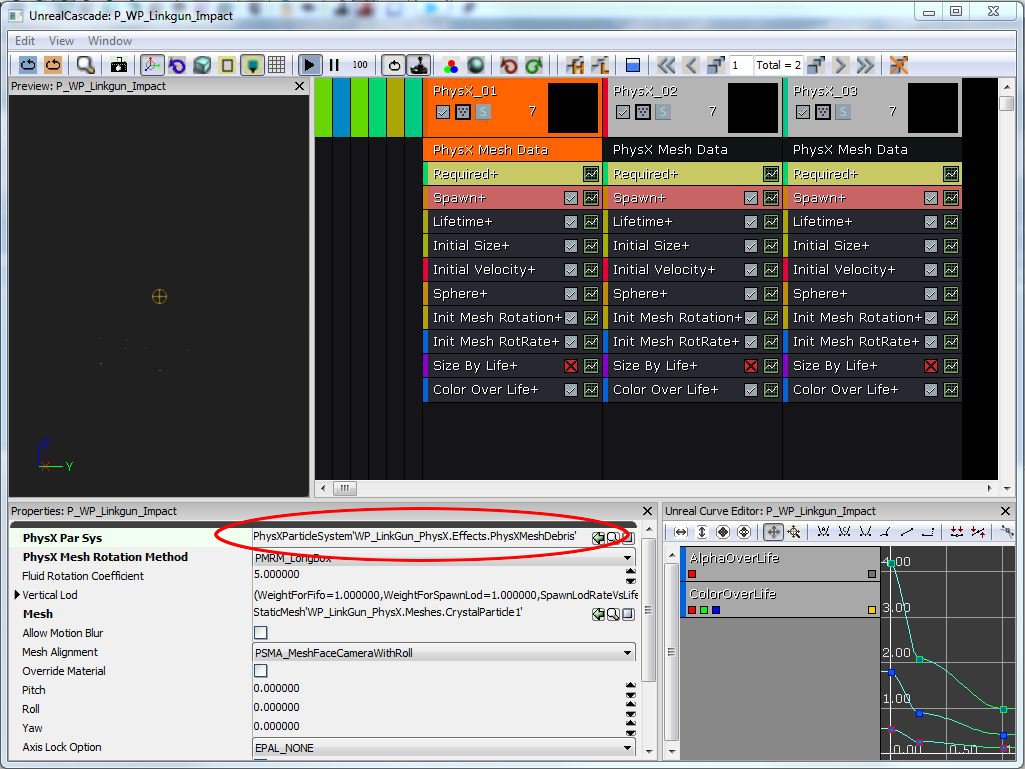 UnrealCascade: P_WP_Linkgun_Impact
Edit View Window
100 1 Total = 2
Preview: P_WP_Linkgun_Impact
Y
PhysX_01 PhysX_02 PhysX_03
S 7 S 7 S 7
PhysX Mesh Data PhysX Mesh Data PhysX Mesh Data
Required+ Required+ Required+
Spawn+ Spawn+ Spawn+
Lifetime+ Lifetime+ Lifetime+
Initial Size+ Initial Size+ Initial Size+
Initial Velocity+ Initial Velocity+ Initial Velocity+
Sphere+ Sphere+ Sphere+
Init Mesh Rotation+ Init Mesh Rotation+ Init Mesh Rotation+
Init Mesh RotRate+ Init Mesh RotRate+ Init Mesh RotRate+
Size By Life+ Size By Life+ Size By Life+
Color Over Life+ Color Over Life+ Color Over Life+
Properties: P_WP_Linkgun_Impact
PhysX Par Sys PhysXParticleSystem'WP_LinkGun_PhysX.Effects.PhysXMeshDebris'
PhysX Mesh Rotation Method PMRM_LongBox
Fluid Rotation Coefficient 5.000000
Vertical Lod (WeightForFifo=1.000000,WeightForSpawnLod=1.000000,SpawnLodRateVsLife
Mesh StaticMesh'WP_LinkGun_PhysX.Meshes.CrystalParticle1'
Allow Motion Blur
Mesh Alignment PSMA_MeshFaceCameraWithRoll
Override Material
Pitch 0.000000
Roll 0.000000
Yaw 0.000000
Axis Lock Option EPAL_NONE
Unreal Curve Editor: P_WP_Linkgun_Impact
AlphaOverLife
ColorOverLife
4.00
3.00
2.00
1.00
0.00 0.50 1